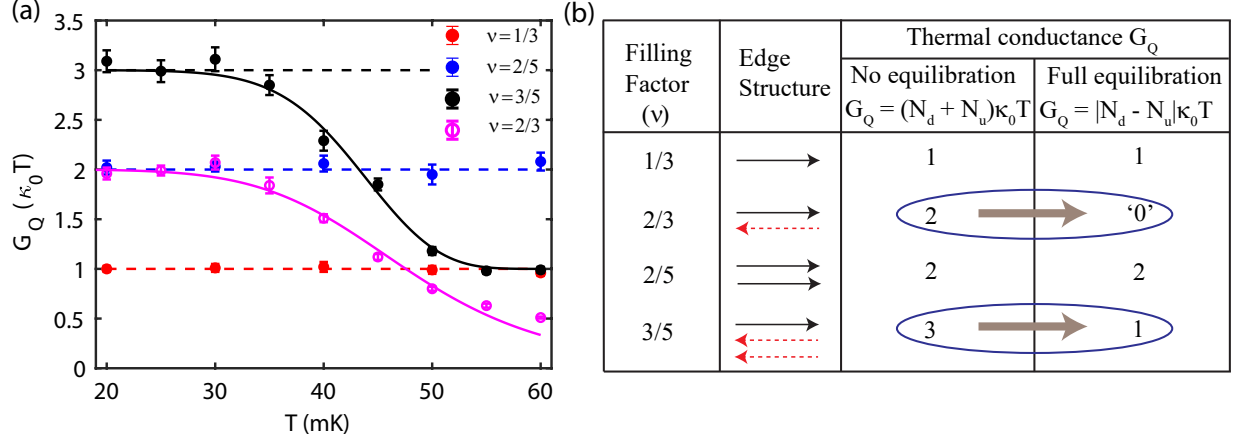 (a)
3.5
3
2.5
2
1.5
1
0.5
0
G_Q (κ₀T)
20
30
40
50
60
T (mK)
ν=1/3
ν=2/5
ν=3/5
ν=2/3
(b)
Filling
Factor
(ν)
Edge
Structure
Thermal conductance G_Q
No equilibration
G_Q = (N_d + N_u)κ₀T
Full equilibration
G_Q = |N_d - N_u|κ₀T
1/3
1
1
2/3
2
‘0’
2/5
2
2
3/5
3
1